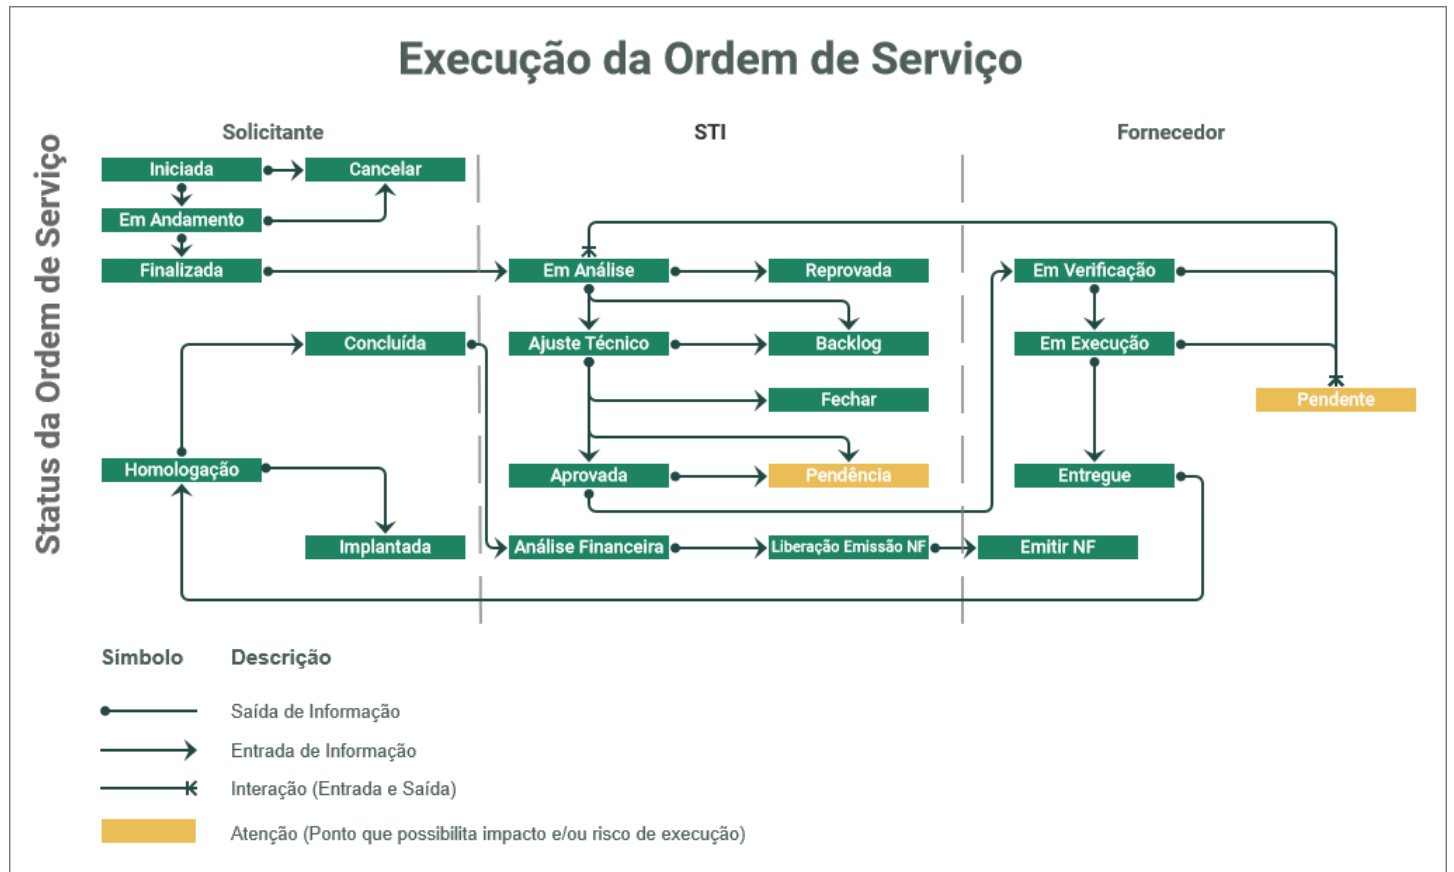 Execução da Ordem de Serviço
Status da Ordem de Serviço
Solicitante
STI
Fornecedor
Iniciada
Cancelar
Em Andamento
Finalizada
Em Análise
Reprovada
Em Verificação
Concluída
Ajuste Técnico
Backlog
Em Execução
Fechar
Pendente
Homologação
Aprovada
Pendência
Entregue
Implantada
Análise Financeira
Liberação Emissão NF
Emitir NF
Símbolo
Descrição
Saída de Informação
Entrada de Informação
Interação (Entrada e Saída)
Atenção (Ponto que possibilita impacto e/ou risco de execução)